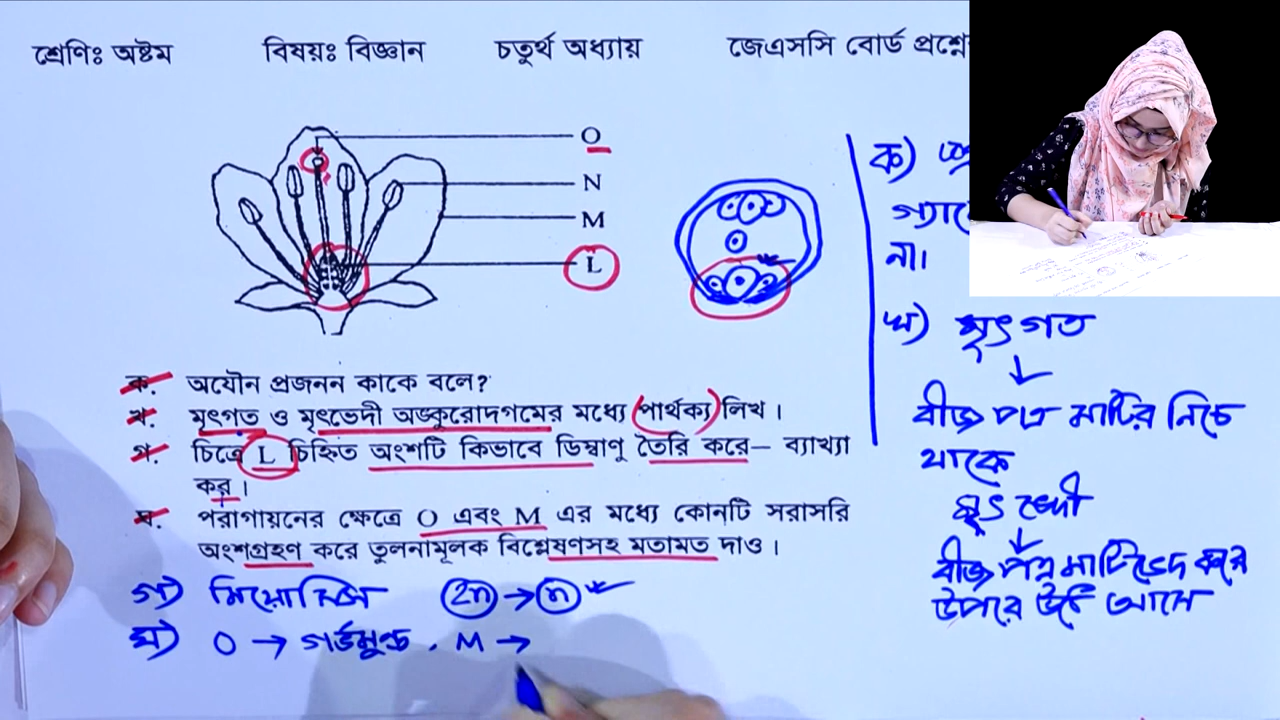 শ্রেণিঃ অষ্টম বিষয়ঃ বিজ্ঞান চতুর্থ অধ্যায় জেএসসি বোর্ড
O
N
M
L
ক. অযৌন প্রজনন কাকে বলে?
খ. মৃৎগত ও মৃৎভেদী অঙ্কুরোদগমের মধ্যে পার্থক্য লিখ।
গ. চিত্রে L চিহ্নিত অংশটি কিভাবে ডিম্বাণু তৈরি করে– ব্যাখ্যা
কর।
ঘ. পরাগায়নের ক্ষেত্রে O এবং M এর মধ্যে কোনটি সরাসরি
অংশগ্রহণ করে তুলনামূলক বিশ্লেষণসহ মতামত দাও।
গ) মিয়োসিস 2n → n
ঘ) O → গর্ভমুন্ড, M →
ক)
না।
খ) মৃৎগত
↓
বীজপত্র মাটির নিচে
থাকে
মৃৎভেদী
↓
বীজপত্র মাটিভেদ করে
উপরে উঠে আসে